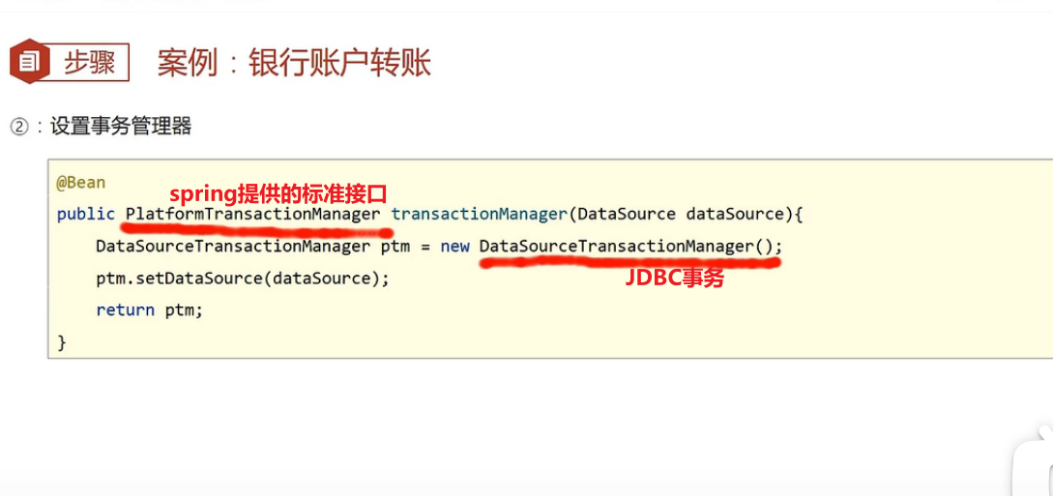 步骤 案例：银行账户转账
②：设置事务管理器
@Bean
spring提供的标准接口
public PlatformTransactionManager transactionManager(DataSource dataSource){
DataSourceTransactionManager ptm = new DataSourceTransactionManager();
JDBC事务
ptm.setDataSource(dataSource);
return ptm;
}